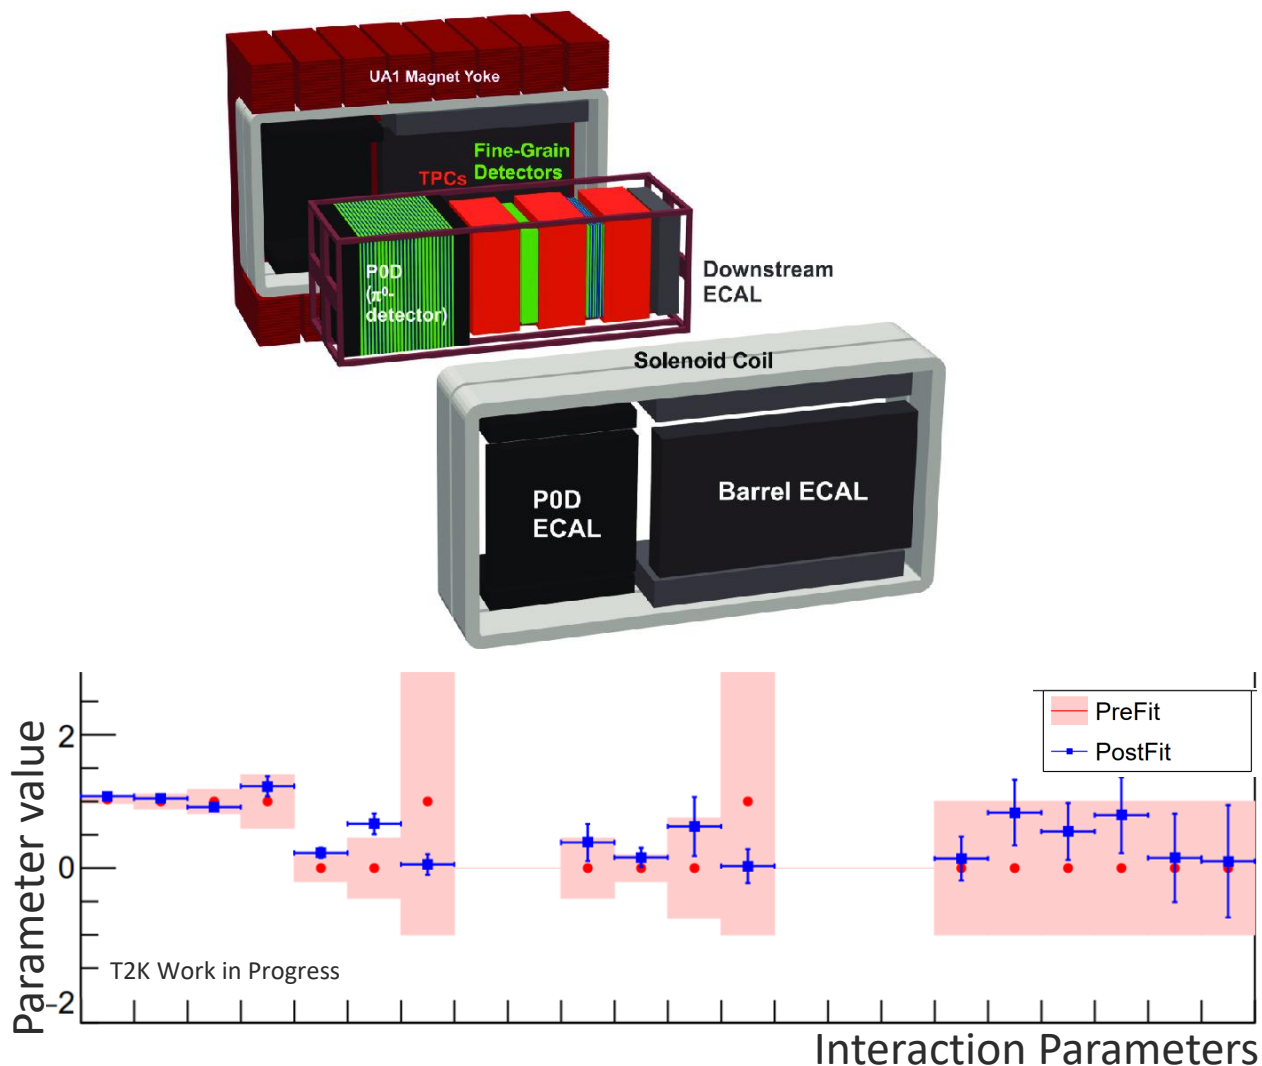 UA1 Magnet Yoke
Fine-Grain
TPCs Detectors
P0D
(π⁰-
detector)
Downstream
ECAL
Solenoid Coil
P0D
ECAL
Barrel ECAL
Parameter value
2
0
−2
PreFit
PostFit
T2K Work in Progress
Interaction Parameters